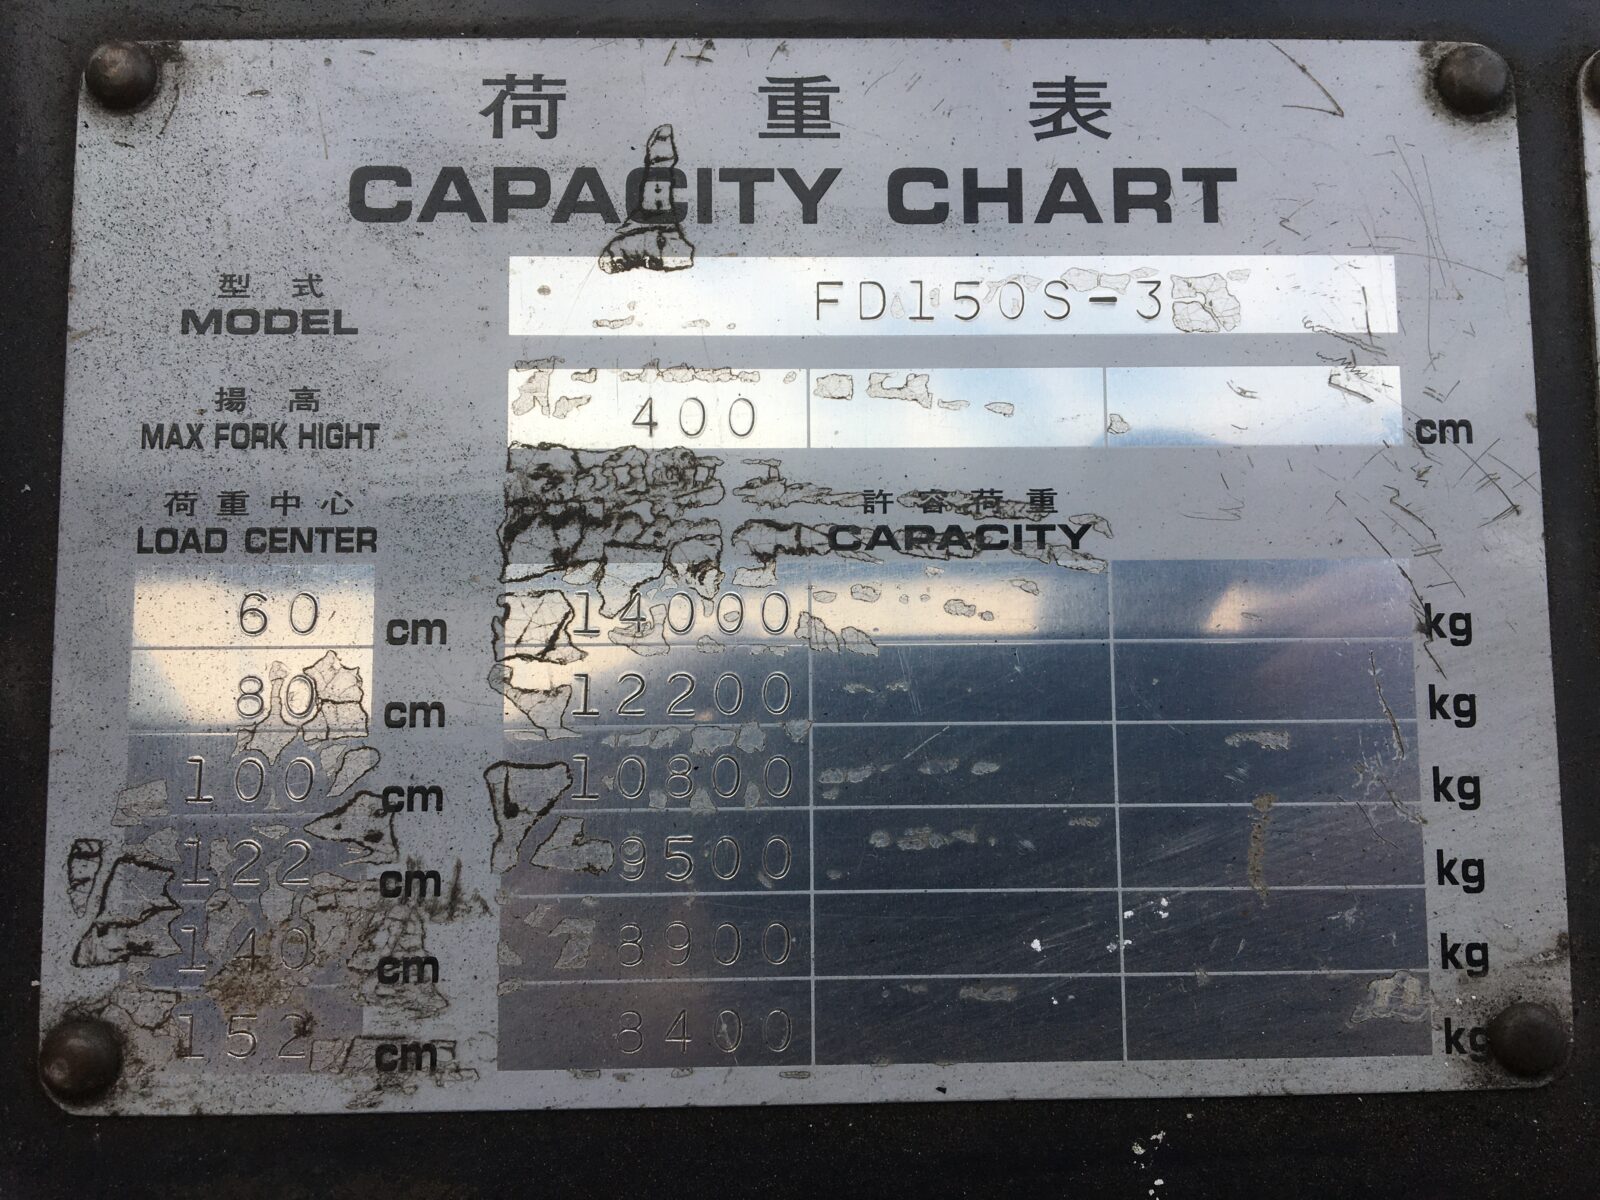 荷重表
CAPACITY CHART
型式
MODEL FD150S-3
揚高
MAX FORK HIGHT 400 cm
荷重中心 許容荷重
LOAD CENTER CAPACITY
60 cm 14000 kg
80 cm 12200 kg
100 cm 10800 kg
122 cm 9500 kg
140 cm 8900 kg
152 cm 8400 kg